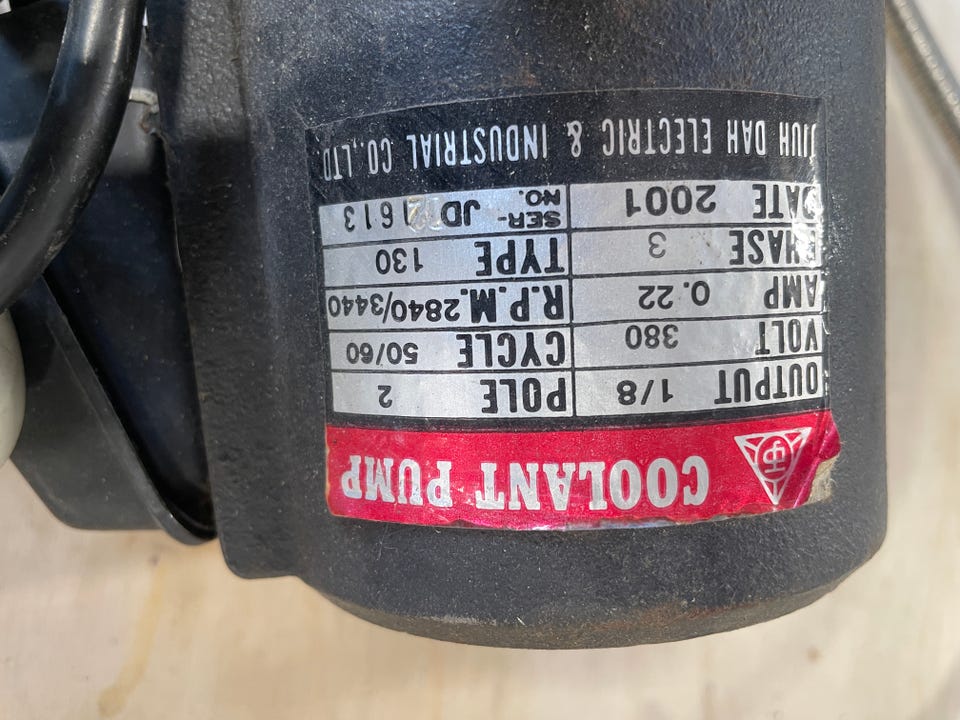 COOLANT PUMP
OUTPUT 1/8 POLE 2
VOLT 380 CYCLE 50/60
AMP 0.22 R.P.M. 2840/3440
PHASE 3 TYPE 130
DATE 2001 SER-NO. JD21613
JIUH DAH ELECTRIC & INDUSTRIAL CO.,LTD